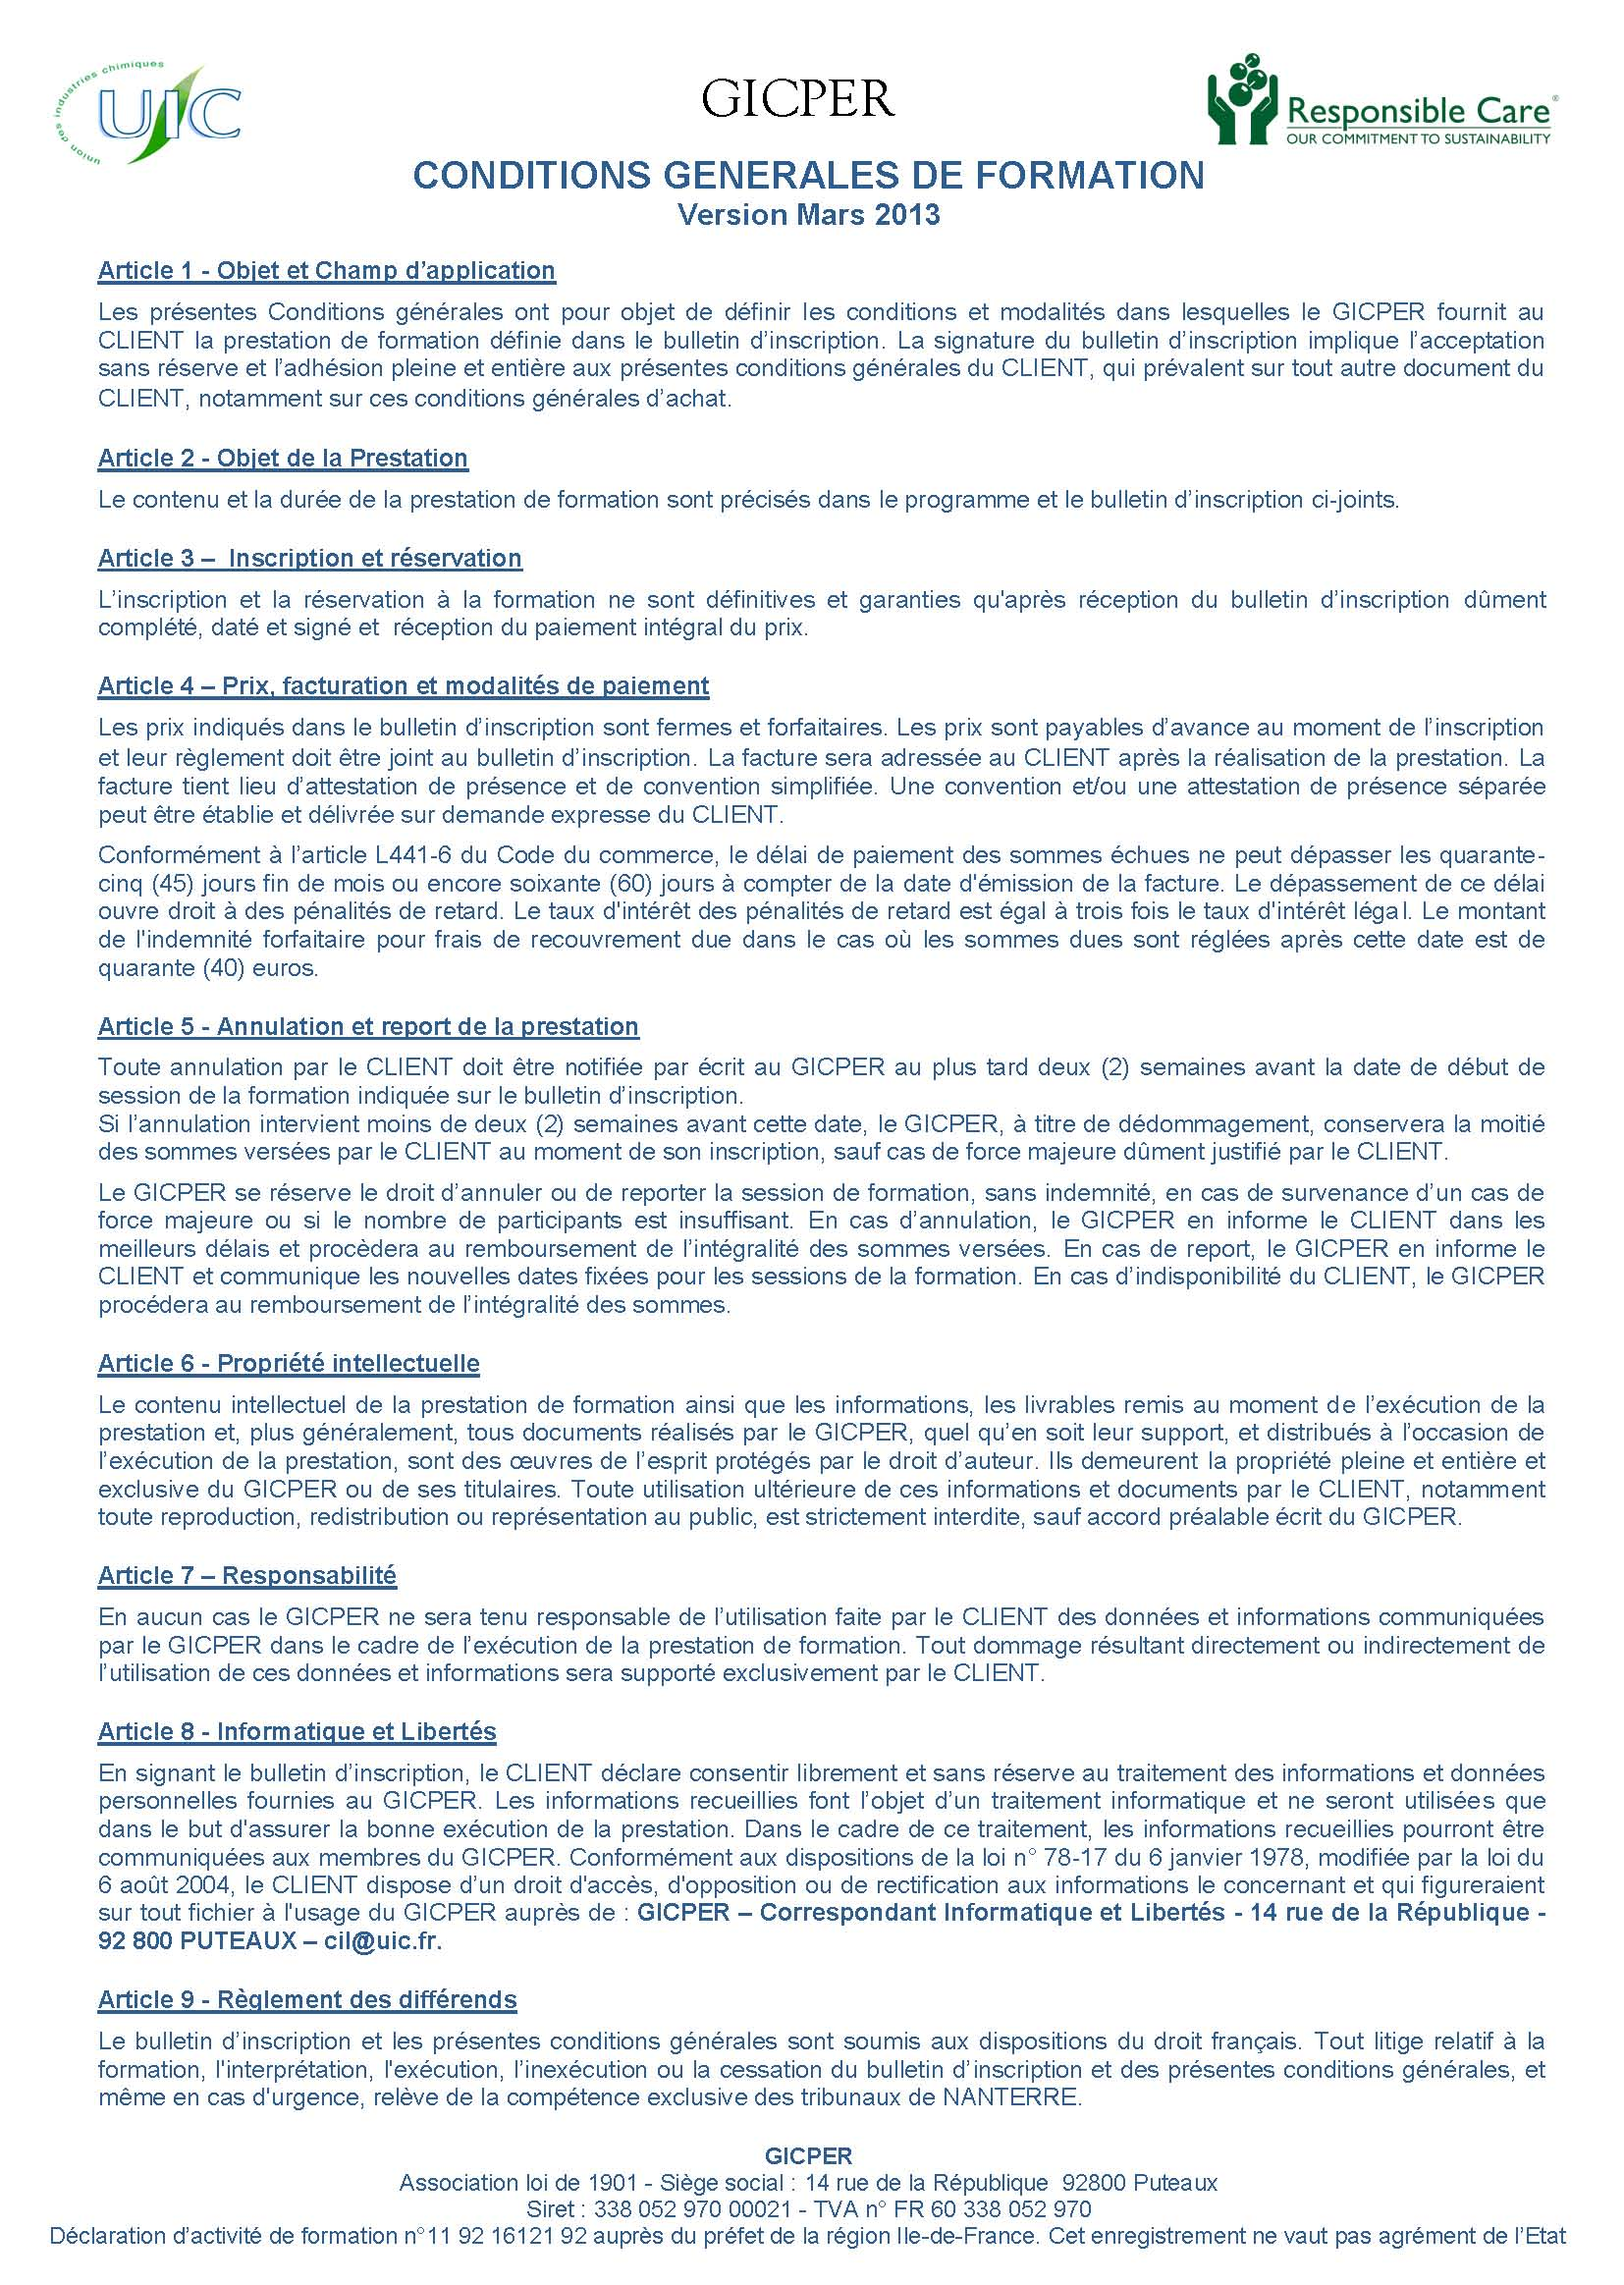 union des industries chimiques
UIC
GICPER
Responsible Care®
OUR COMMITMENT TO SUSTAINABILITY
CONDITIONS GENERALES DE FORMATION
Version Mars 2013
Article 1 - Objet et Champ d’application
Les présentes Conditions générales ont pour objet de définir les conditions et modalités dans lesquelles le GICPER fournit au
CLIENT la prestation de formation définie dans le bulletin d’inscription. La signature du bulletin d’inscription implique l’acceptation
sans réserve et l’adhésion pleine et entière aux présentes conditions générales du CLIENT, qui prévalent sur tout autre document du
CLIENT, notamment sur ces conditions générales d’achat.
Article 2 - Objet de la Prestation
Le contenu et la durée de la prestation de formation sont précisés dans le programme et le bulletin d’inscription ci-joints.
Article 3 – Inscription et réservation
L’inscription et la réservation à la formation ne sont définitives et garanties qu'après réception du bulletin d’inscription dûment
complété, daté et signé et réception du paiement intégral du prix.
Article 4 – Prix, facturation et modalités de paiement
Les prix indiqués dans le bulletin d’inscription sont fermes et forfaitaires. Les prix sont payables d’avance au moment de l’inscription
et leur règlement doit être joint au bulletin d’inscription. La facture sera adressée au CLIENT après la réalisation de la prestation. La
facture tient lieu d’attestation de présence et de convention simplifiée. Une convention et/ou une attestation de présence séparée
peut être établie et délivrée sur demande expresse du CLIENT.
Conformément à l’article L441-6 du Code du commerce, le délai de paiement des sommes échues ne peut dépasser les quarante-
cinq (45) jours fin de mois ou encore soixante (60) jours à compter de la date d'émission de la facture. Le dépassement de ce délai
ouvre droit à des pénalités de retard. Le taux d'intérêt des pénalités de retard est égal à trois fois le taux d'intérêt légal. Le montant
de l'indemnité forfaitaire pour frais de recouvrement due dans le cas où les sommes dues sont réglées après cette date est de
quarante (40) euros.
Article 5 - Annulation et report de la prestation
Toute annulation par le CLIENT doit être notifiée par écrit au GICPER au plus tard deux (2) semaines avant la date de début de
session de la formation indiquée sur le bulletin d’inscription.
Si l’annulation intervient moins de deux (2) semaines avant cette date, le GICPER, à titre de dédommagement, conservera la moitié
des sommes versées par le CLIENT au moment de son inscription, sauf cas de force majeure dûment justifié par le CLIENT.
Le GICPER se réserve le droit d’annuler ou de reporter la session de formation, sans indemnité, en cas de survenance d’un cas de
force majeure ou si le nombre de participants est insuffisant. En cas d’annulation, le GICPER en informe le CLIENT dans les
meilleurs délais et procèdera au remboursement de l’intégralité des sommes versées. En cas de report, le GICPER en informe le
CLIENT et communique les nouvelles dates fixées pour les sessions de la formation. En cas d’indisponibilité du CLIENT, le GICPER
procédera au remboursement de l’intégralité des sommes.
Article 6 - Propriété intellectuelle
Le contenu intellectuel de la prestation de formation ainsi que les informations, les livrables remis au moment de l’exécution de la
prestation et, plus généralement, tous documents réalisés par le GICPER, quel qu’en soit leur support, et distribués à l’occasion de
l’exécution de la prestation, sont des œuvres de l’esprit protégés par le droit d’auteur. Ils demeurent la propriété pleine et entière et
exclusive du GICPER ou de ses titulaires. Toute utilisation ultérieure de ces informations et documents par le CLIENT, notamment
toute reproduction, redistribution ou représentation au public, est strictement interdite, sauf accord préalable écrit du GICPER.
Article 7 – Responsabilité
En aucun cas le GICPER ne sera tenu responsable de l’utilisation faite par le CLIENT des données et informations communiquées
par le GICPER dans le cadre de l’exécution de la prestation de formation. Tout dommage résultant directement ou indirectement de
l’utilisation de ces données et informations sera supporté exclusivement par le CLIENT.
Article 8 - Informatique et Libertés
En signant le bulletin d’inscription, le CLIENT déclare consentir librement et sans réserve au traitement des informations et données
personnelles fournies au GICPER. Les informations recueillies font l’objet d’un traitement informatique et ne seront utilisées que
dans le but d'assurer la bonne exécution de la prestation. Dans le cadre de ce traitement, les informations recueillies pourront être
communiquées aux membres du GICPER. Conformément aux dispositions de la loi n° 78-17 du 6 janvier 1978, modifiée par la loi du
6 août 2004, le CLIENT dispose d’un droit d'accès, d'opposition ou de rectification aux informations le concernant et qui figureraient
sur tout fichier à l'usage du GICPER auprès de : GICPER – Correspondant Informatique et Libertés - 14 rue de la République -
92 800 PUTEAUX – cil@uic.fr.
Article 9 - Règlement des différends
Le bulletin d’inscription et les présentes conditions générales sont soumis aux dispositions du droit français. Tout litige relatif à la
formation, l'interprétation, l'exécution, l’inexécution ou la cessation du bulletin d’inscription et des présentes conditions générales, et
même en cas d'urgence, relève de la compétence exclusive des tribunaux de NANTERRE.
GICPER
Association loi de 1901 - Siège social : 14 rue de la République 92800 Puteaux
Siret : 338 052 970 00021 - TVA n° FR 60 338 052 970
Déclaration d’activité de formation n°11 92 16121 92 auprès du préfet de la région Ile-de-France. Cet enregistrement ne vaut pas agrément de l’Etat